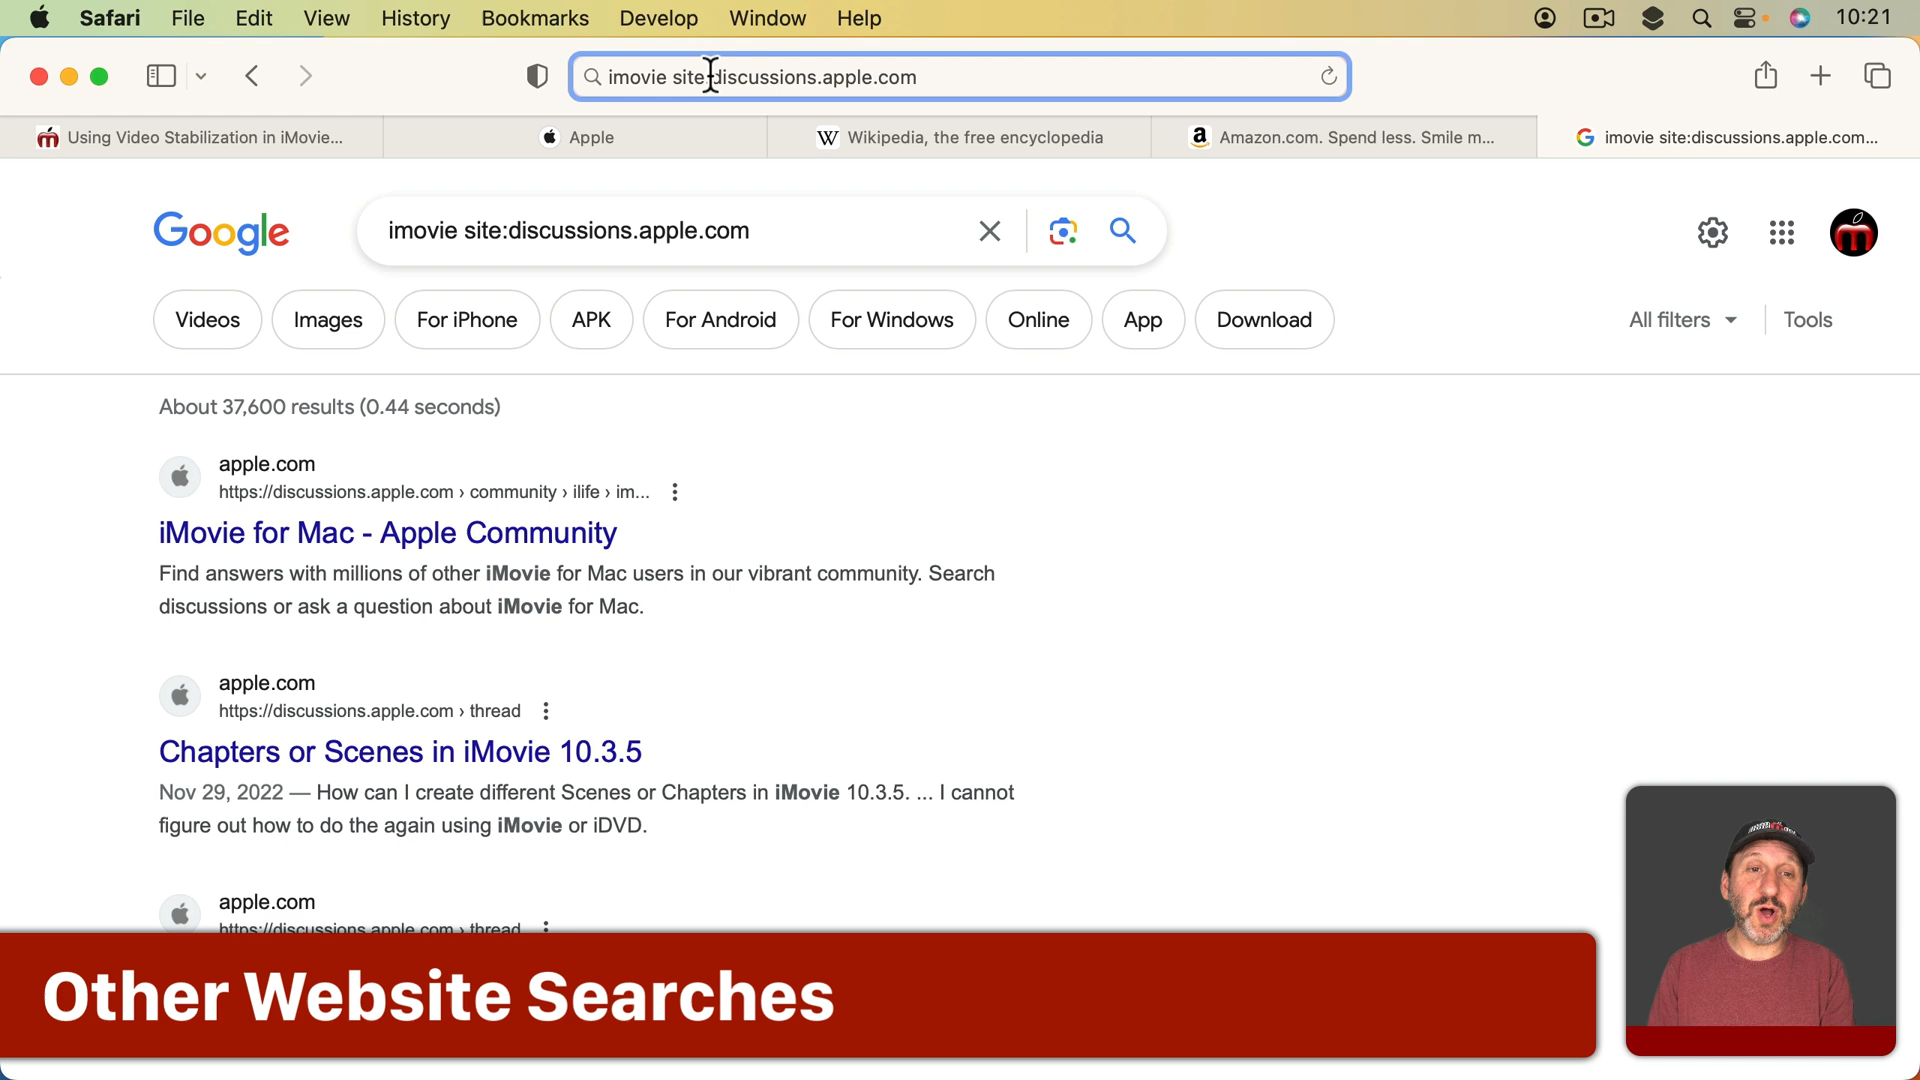 Safari File Edit View History Bookmarks Develop Window Help 10:21
imovie site:discussions.apple.com
Using Video Stabilization in iMovie... Apple Wikipedia, the free encyclopedia Amazon.com. Spend less. Smile m... imovie site:discussions.apple.com...
Google imovie site:discussions.apple.com
Videos Images For iPhone APK For Android For Windows Online App Download All filters Tools
About 37,600 results (0.44 seconds)
apple.com
https://discussions.apple.com › community › ilife › im...
iMovie for Mac - Apple Community
Find answers with millions of other iMovie for Mac users in our vibrant community. Search
discussions or ask a question about iMovie for Mac.
apple.com
https://discussions.apple.com › thread
Chapters or Scenes in iMovie 10.3.5
Nov 29, 2022 — How can I create different Scenes or Chapters in iMovie 10.3.5. ... I cannot
figure out how to do the again using iMovie or iDVD.
apple.com
https://discussions.apple.com › thread
Other Website Searches